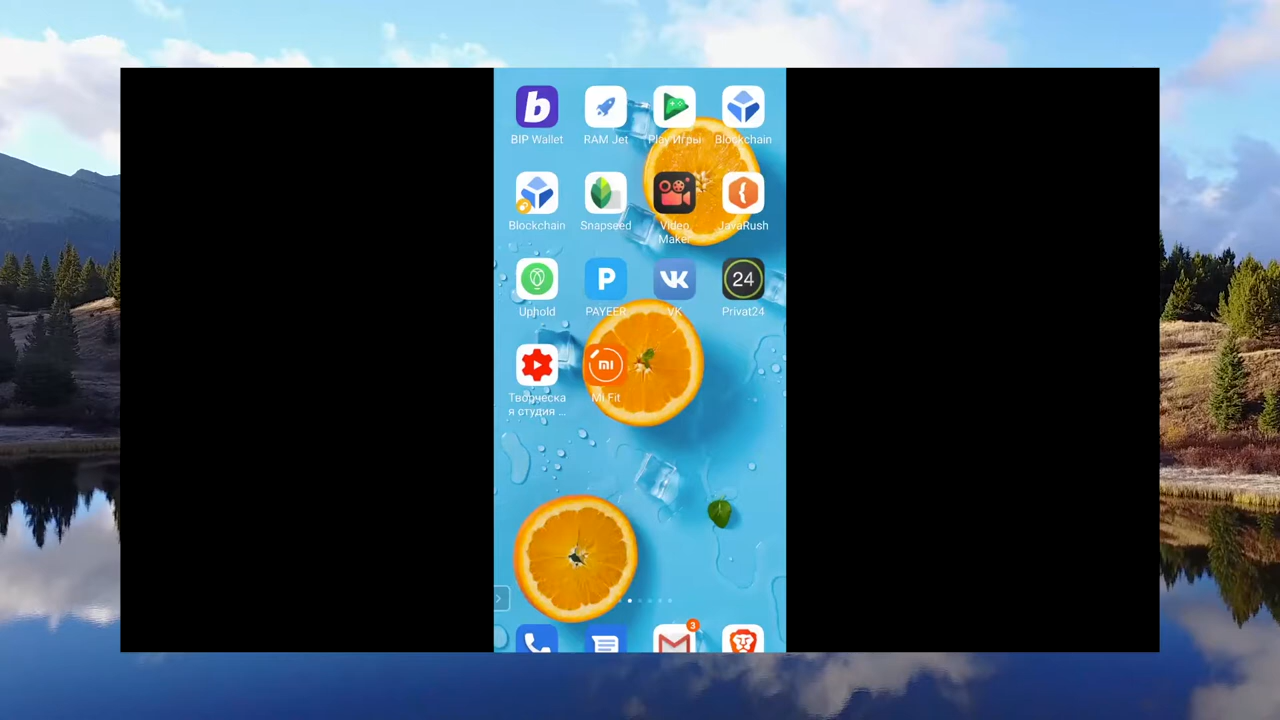 BIP Wallet
RAM Jet
Play Игры
Blockchain
Blockchain
Snapseed
Video
Maker
JavaRush
Uphold
PAYEER
VK
Privat24
24
Творческа
я студия ...
Mi Fit
3